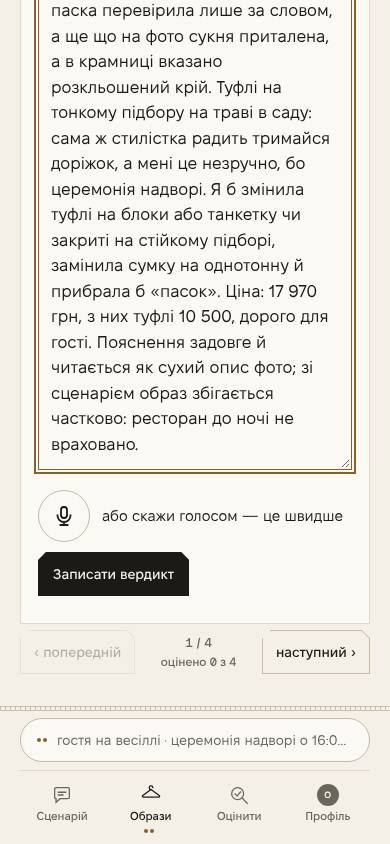 паска перевірила лише за словом,
а ще що на фото сукня приталена,
а в крамниці вказано
розкльошений крій. Туфлі на
тонкому підбору на траві в саду:
сама ж стилістка радить тримайся
доріжок, а мені це незручно, бо
церемонія надворі. Я б змінила
туфлі на блоки або танкетку чи
закриті на стійкому підборі,
замінила сумку на однотонну й
прибрала б «пасок». Ціна: 17 970
грн, з них туфлі 10 500, дорого для
гості. Пояснення задовге й
читається як сухий опис фото; зі
сценарієм образ збігається
частково: ресторан до ночі не
враховано.
або скажи голосом — це швидше
Записати вердикт
‹ попередній
1 / 4
оцінено 0 з 4
наступний ›
гостя на весіллі · церемонія надворі о 16:0...
Сценарій
Образи
Оцінити
О
Профіль